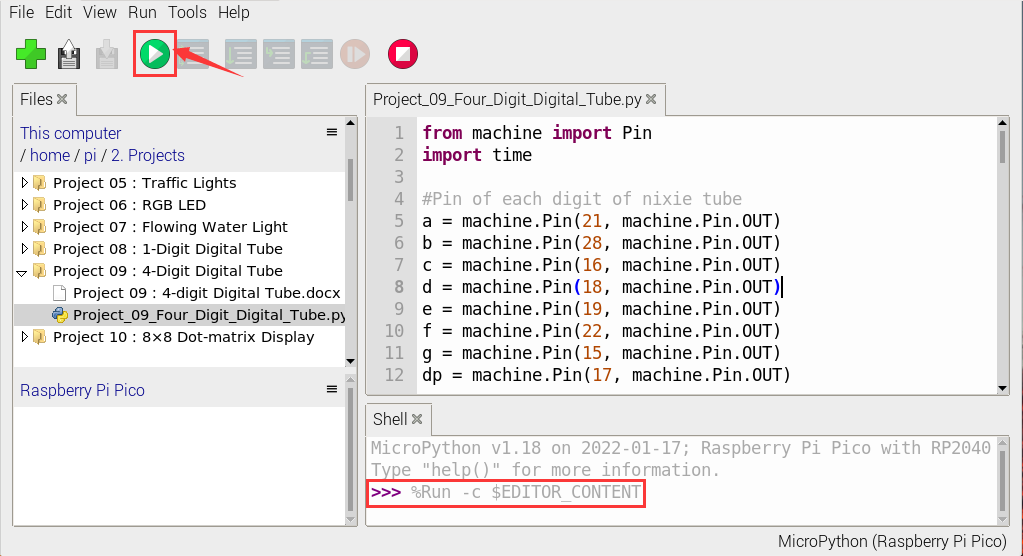 File Edit View Run Tools Help
Files
This computer
/ home / pi / 2. Projects
Project 05 : Traffic Lights
Project 06 : RGB LED
Project 07 : Flowing Water Light
Project 08 : 1-Digit Digital Tube
Project 09 : 4-Digit Digital Tube
Project 09 : 4-digit Digital Tube.docx
Project_09_Four_Digit_Digital_Tube.py
Project 10 : 8×8 Dot-matrix Display
Raspberry Pi Pico
Project_09_Four_Digit_Digital_Tube.py
1 from machine import Pin
2 import time
3
4 #Pin of each digit of nixie tube
5 a = machine.Pin(21, machine.Pin.OUT)
6 b = machine.Pin(28, machine.Pin.OUT)
7 c = machine.Pin(16, machine.Pin.OUT)
8 d = machine.Pin(18, machine.Pin.OUT)
9 e = machine.Pin(19, machine.Pin.OUT)
10 f = machine.Pin(22, machine.Pin.OUT)
11 g = machine.Pin(15, machine.Pin.OUT)
12 dp = machine.Pin(17, machine.Pin.OUT)
Shell
MicroPython v1.18 on 2022-01-17; Raspberry Pi Pico with RP2040
Type "help()" for more information.
>>> %Run -c $EDITOR_CONTENT
MicroPython (Raspberry Pi Pico)